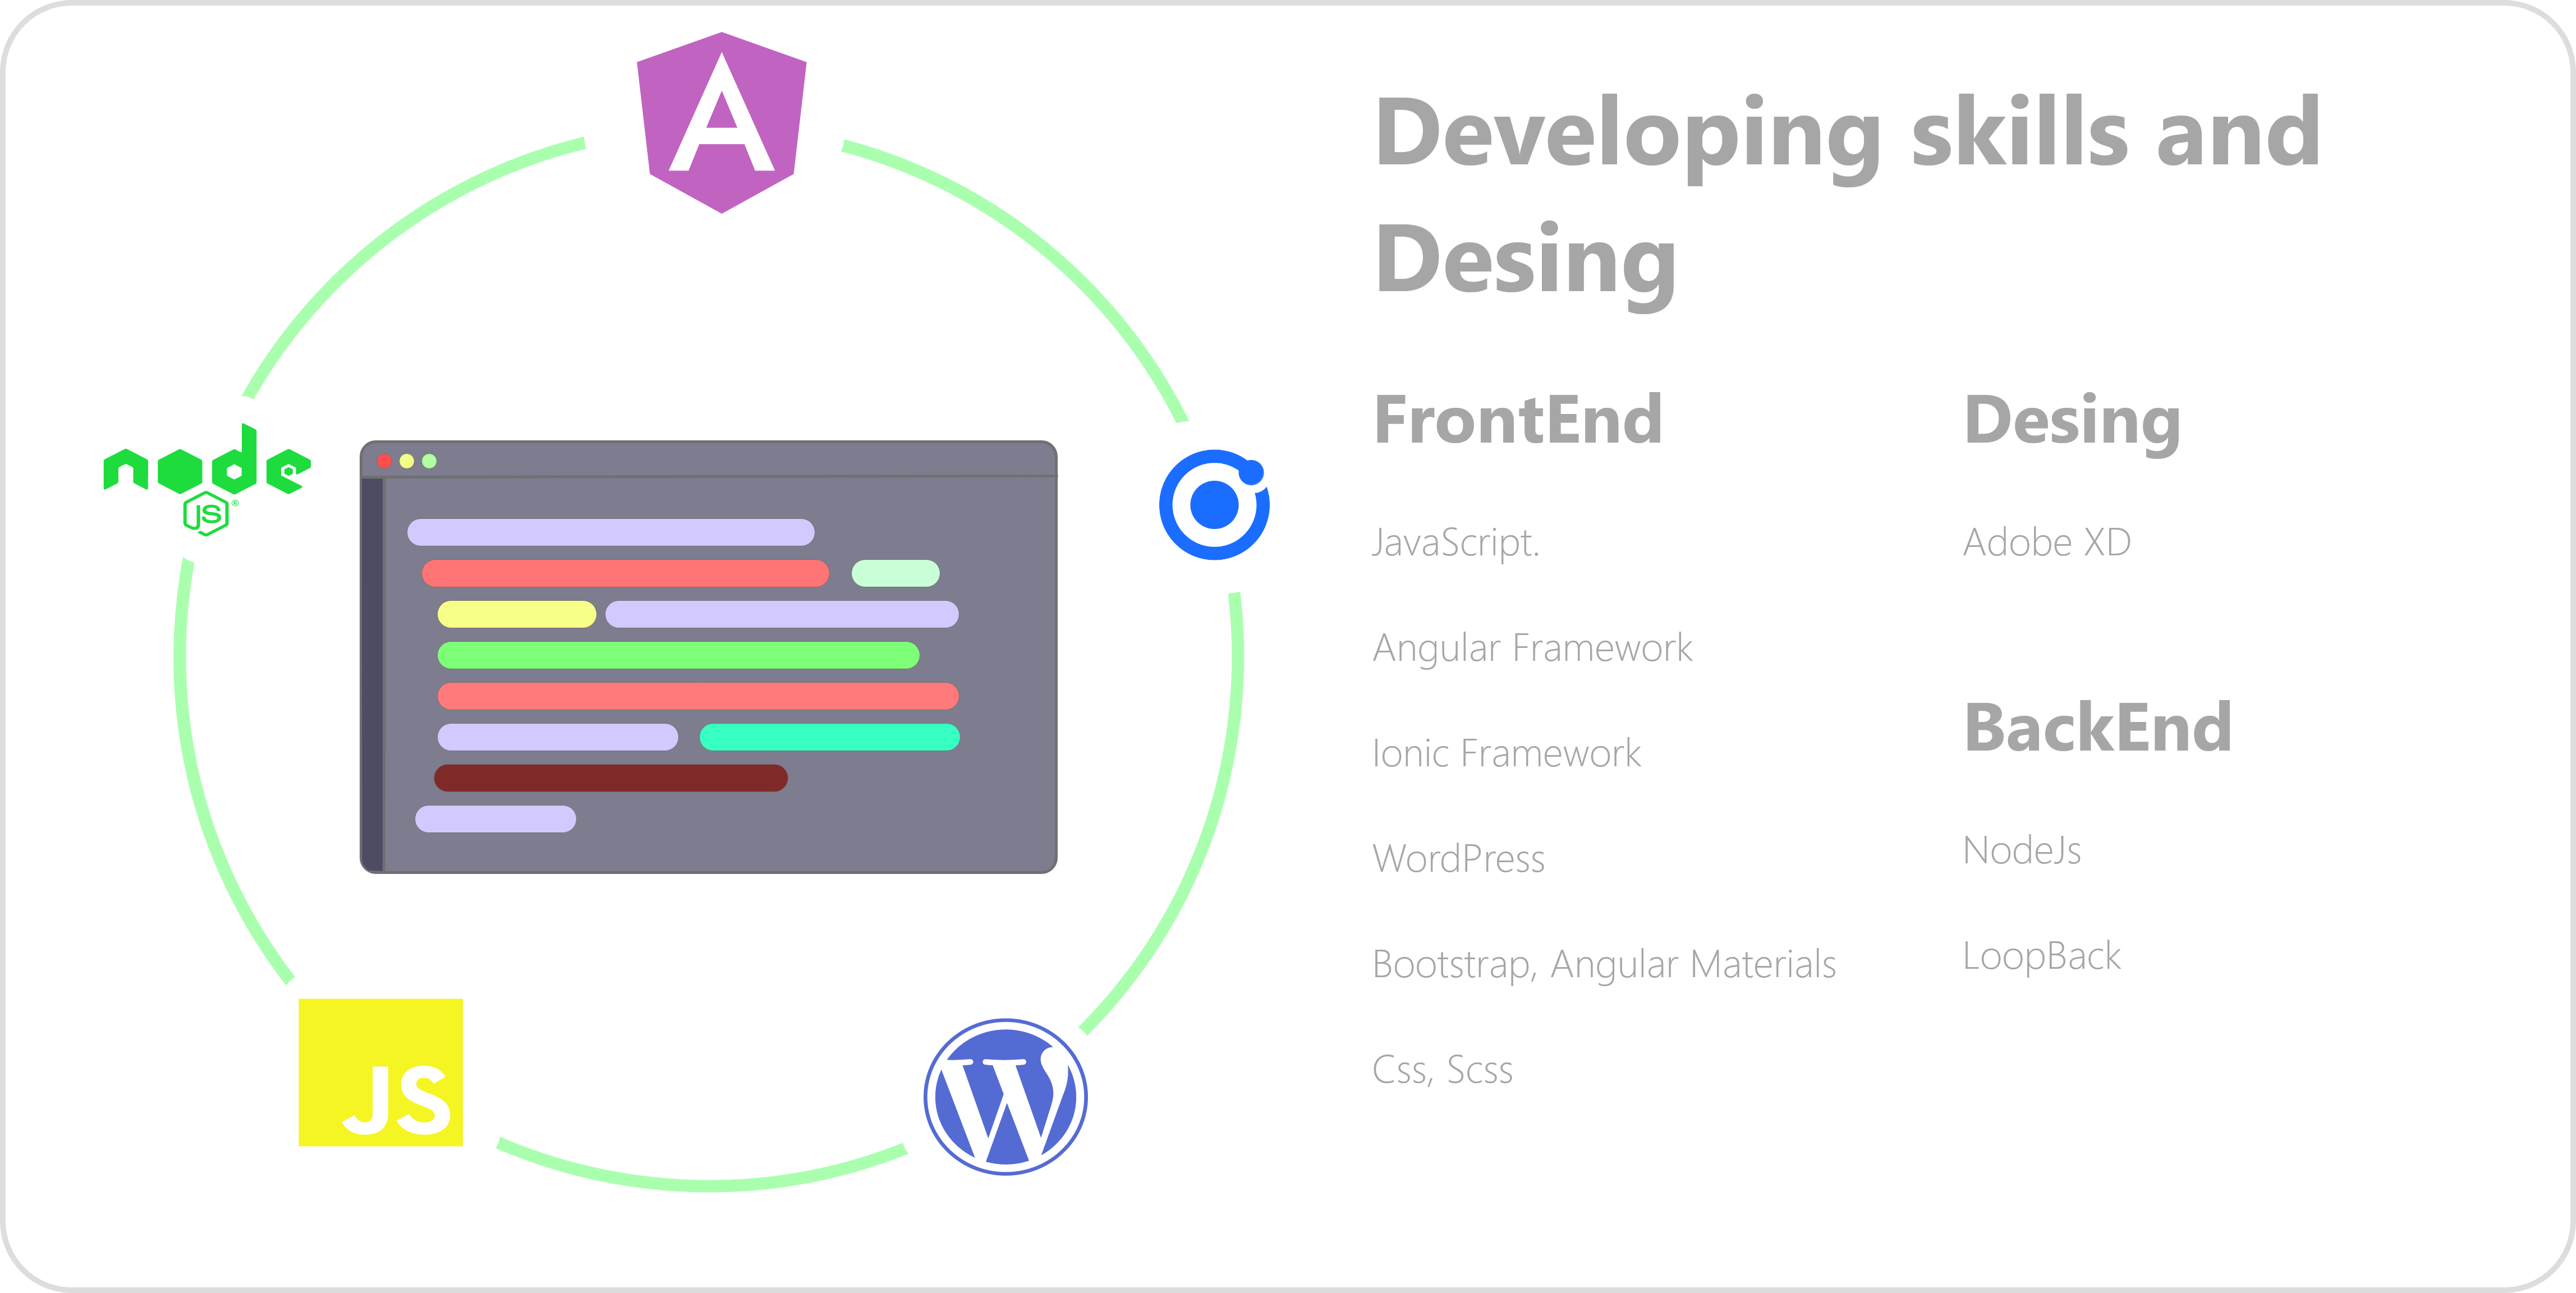 A
node
JS
®
JS
W
Developing skills and
Desing
FrontEnd
JavaScript.
Angular Framework
Ionic Framework
WordPress
Bootstrap, Angular Materials
Css, Scss
Desing
Adobe XD
BackEnd
NodeJs
LoopBack